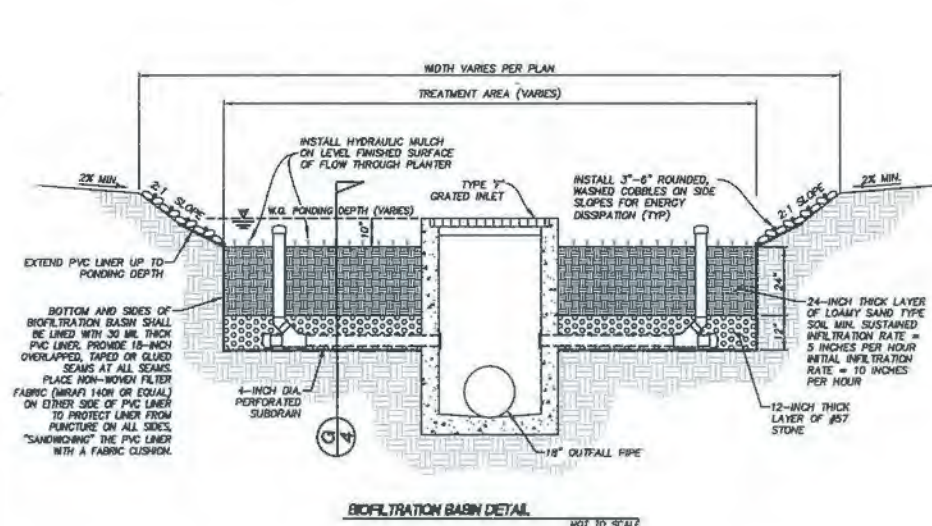 WIDTH VARIES PER PLAN
TREATMENT AREA (VARIES)
INSTALL HYDRAULIC MULCH
ON LEVEL FINISHED SURFACE
OF FLOW THROUGH PLANTER
2% MIN.
2:1 SLOPE
W.Q. PONDING DEPTH (VARIES)
10"
TYPE "I"
GRATED INLET
INSTALL 3"-6" ROUNDED,
WASHED COBBLES ON SIDE
SLOPES FOR ENERGY
DISSIPATION (TYP)
2:1 SLOPE
2% MIN.
EXTEND PVC LINER UP TO
PONDING DEPTH
BOTTOM AND SIDES OF
BIOFILTRATION BASIN SHALL
BE LINED WITH 30 MIL THICK
PVC LINER. PROVIDE 18-INCH
OVERLAPPED, TAPED OR GLUED
SEAMS AT ALL SEAMS.
PLACE NON-WOVEN FILTER
FABRIC (MIRAFI 140N OR EQUAL)
ON EITHER SIDE OF PVC LINER
TO PROTECT LINER FROM
PUNCTURE ON ALL SIDES,
"SANDWICHING" THE PVC LINER
WITH A FABRIC CUSHION.
4-INCH DIA.
PERFORATED
SUBDRAIN
G
4
18" OUTFALL PIPE
24"
12"
24-INCH THICK LAYER
OF LOAMY SAND TYPE
SOIL MIN. SUSTAINED
INFILTRATION RATE =
5 INCHES PER HOUR
INITIAL INFILTRATION
RATE = 10 INCHES
PER HOUR
12-INCH THICK
LAYER OF #57
STONE
BIOFILTRATION BASIN DETAIL
NOT TO SCALE